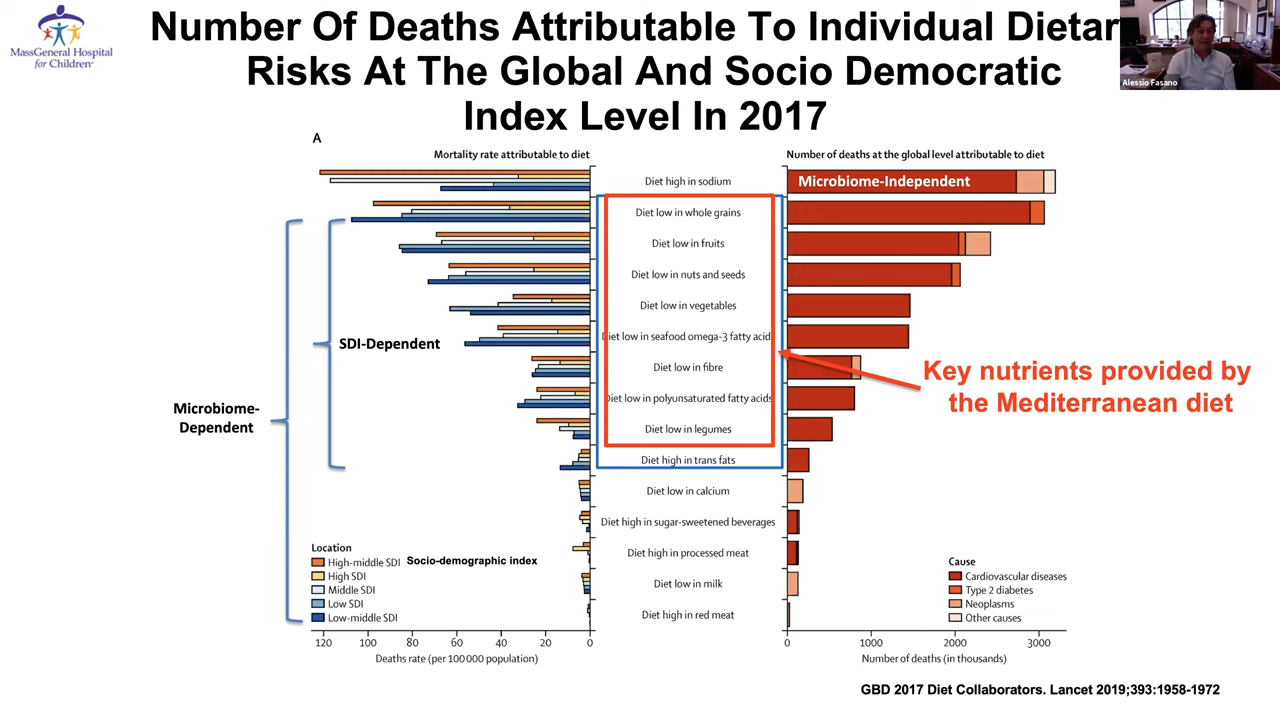 MassGeneral Hospital
for Children
Number Of Deaths Attributable To Individual Dietar
Risks At The Global And Socio Democratic
Index Level In 2017
Alessio Fasano
A
Mortality rate attributable to diet
Number of deaths at the global level attributable to diet
Diet high in sodium
Microbiome-Independent
Diet low in whole grains
Diet low in fruits
Diet low in nuts and seeds
Diet low in vegetables
Diet low in seafood omega-3 fatty acid
Diet low in fibre
Diet low in polyunsaturated fatty acids
Diet low in legumes
Diet high in trans fats
Diet low in calcium
Diet high in sugar-sweetened beverages
Diet high in processed meat
Diet low in milk
Diet high in red meat
SDI-Dependent
Microbiome-
Dependent
Key nutrients provided by
the Mediterranean diet
Location
High-middle SDI Socio-demographic index
High SDI
Middle SDI
Low SDI
Low-middle SDI
Cause
Cardiovascular diseases
Type 2 diabetes
Neoplasms
Other causes
120 100 80 60 40 20 0
Deaths rate (per 100 000 population)
0 1000 2000 3000
Number of deaths (in thousands)
GBD 2017 Diet Collaborators. Lancet 2019;393:1958-1972